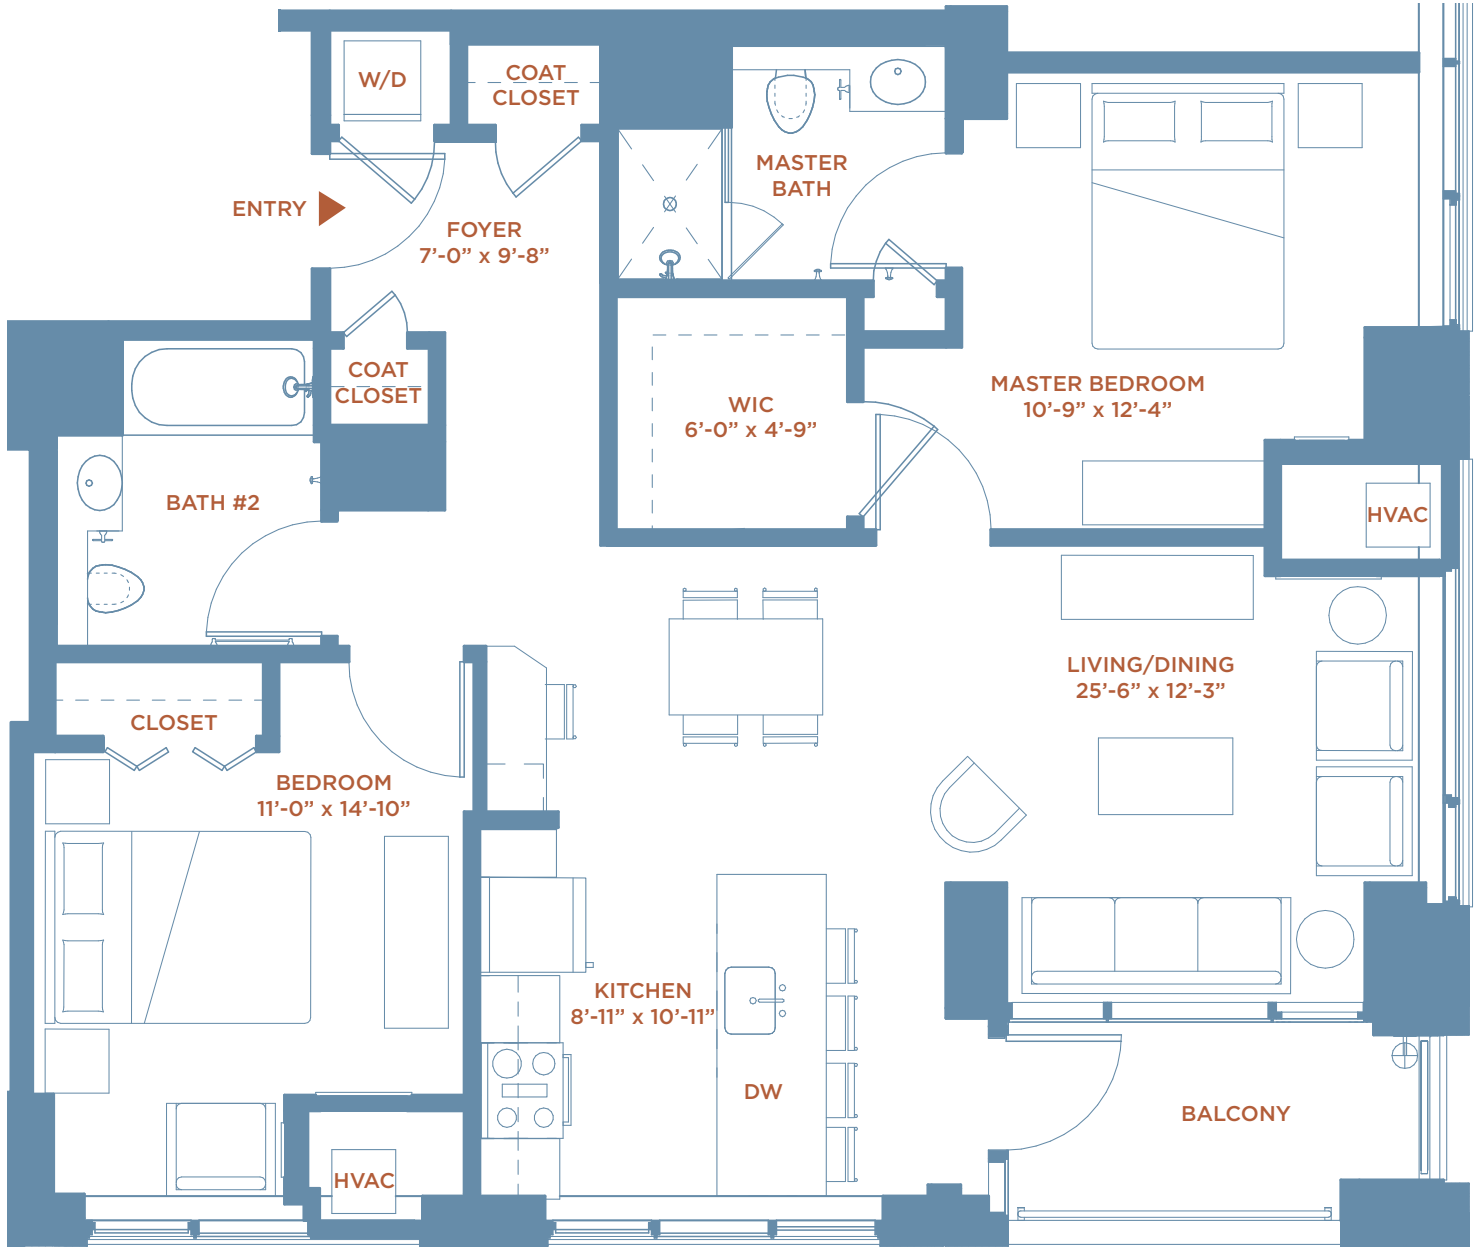 W/D
COAT
CLOSET
MASTER
BATH
ENTRY
FOYER
7’-0” x 9’-8”
COAT
CLOSET
WIC
6’-0” x 4’-9”
MASTER BEDROOM
10’-9” x 12’-4”
BATH #2
HVAC
LIVING/DINING
25’-6” x 12’-3”
CLOSET
BEDROOM
11’-0” x 14’-10”
KITCHEN
8’-11” x 10’-11”
DW
BALCONY
HVAC